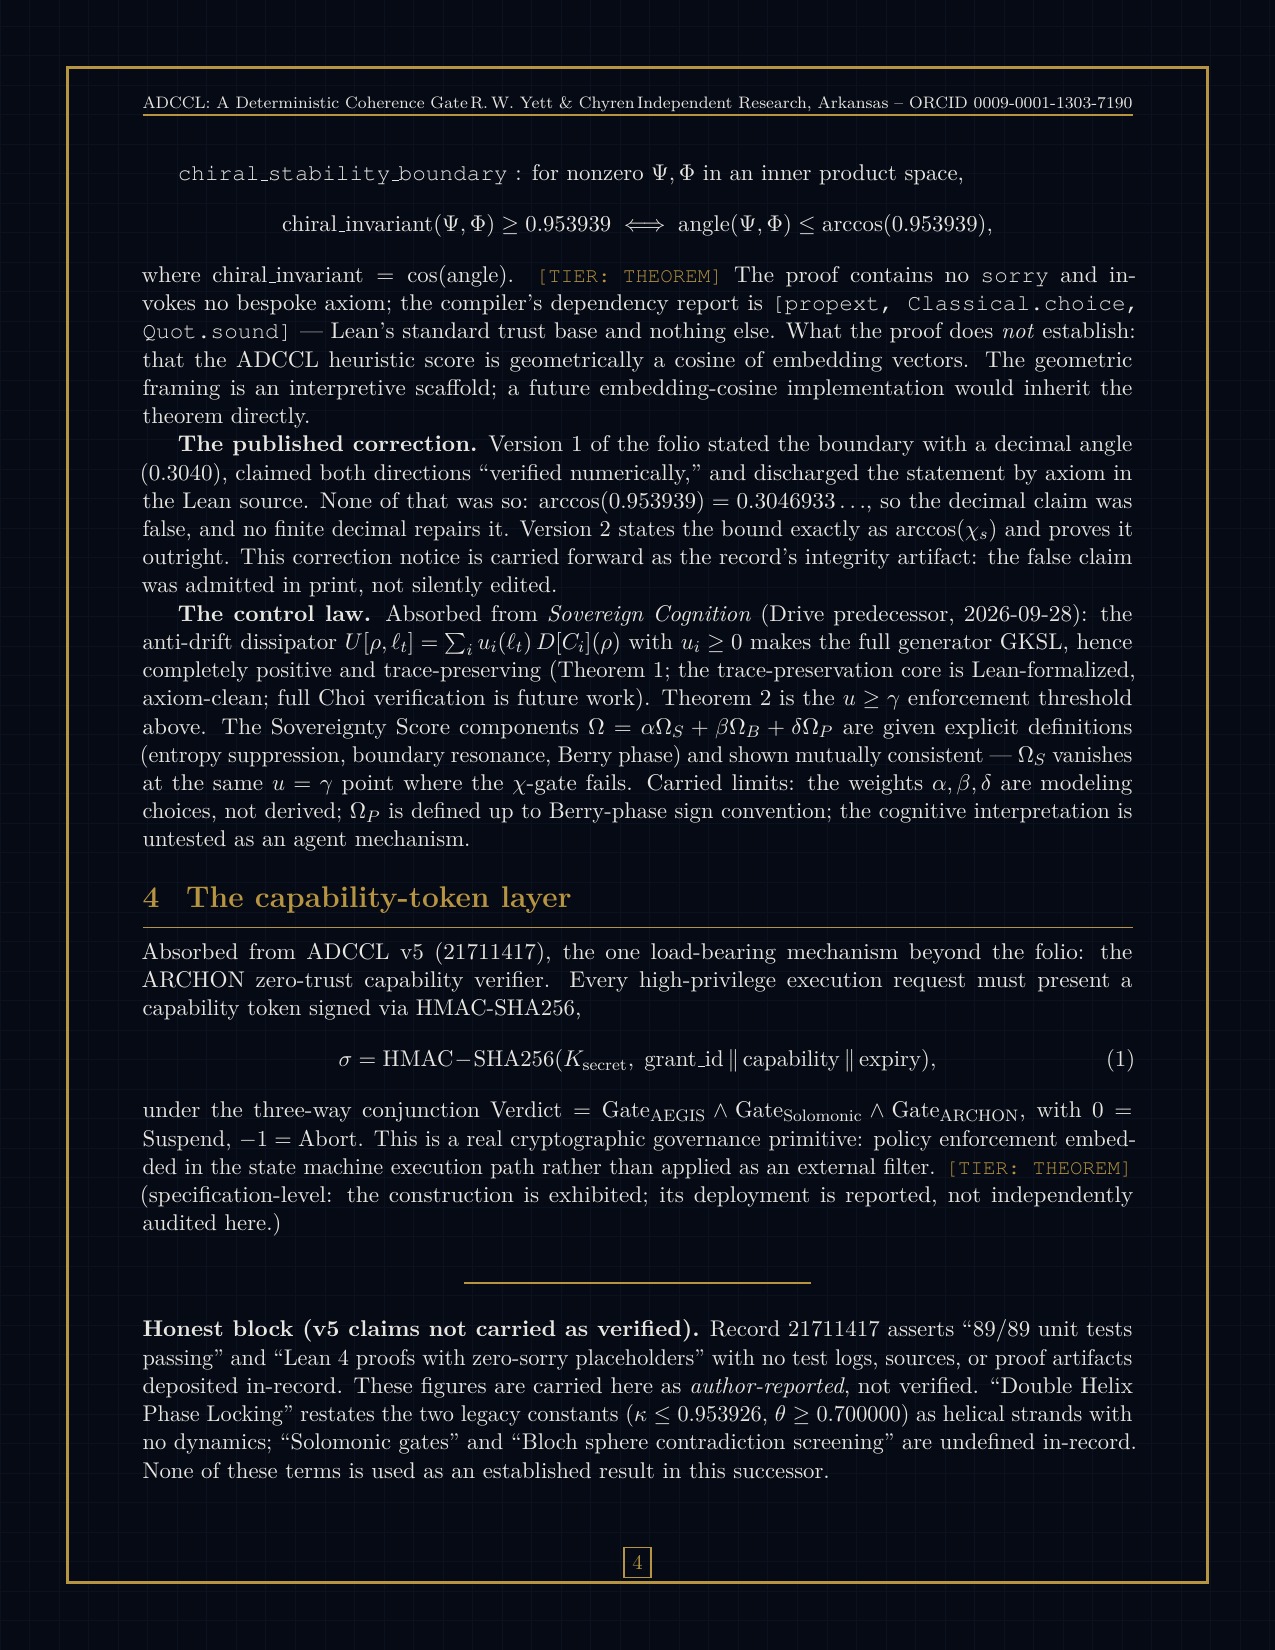 ADCCL: A Deterministic Coherence Gate R. W. Yett & Chyren Independent Research, Arkansas – ORCID 0009-0001-1303-7190
chiral_stability_boundary : for nonzero Ψ, Φ in an inner product space,
chiral_invariant(Ψ, Φ) ≥ 0.953939 ⟺ angle(Ψ, Φ) ≤ arccos(0.953939),
where chiral_invariant = cos(angle). [TIER: THEOREM] The proof contains no sorry and in-
vokes no bespoke axiom; the compiler's dependency report is [propext, Classical.choice,
Quot.sound] — Lean's standard trust base and nothing else. What the proof does not establish:
that the ADCCL heuristic score is geometrically a cosine of embedding vectors. The geometric
framing is an interpretive scaffold; a future embedding-cosine implementation would inherit the
theorem directly.
The published correction. Version 1 of the folio stated the boundary with a decimal angle
(0.3040), claimed both directions “verified numerically,” and discharged the statement by axiom in
the Lean source. None of that was so: arccos(0.953939) = 0.3046933 . . ., so the decimal claim was
false, and no finite decimal repairs it. Version 2 states the bound exactly as arccos(χₛ) and proves it
outright. This correction notice is carried forward as the record's integrity artifact: the false claim
was admitted in print, not silently edited.
The control law. Absorbed from Sovereign Cognition (Drive predecessor, 2026-09-28): the
anti-drift dissipator U[ρ, ℓₜ] = ∑ᵢ uᵢ(ℓₜ) D[Cᵢ](ρ) with uᵢ ≥ 0 makes the full generator GKSL, hence
completely positive and trace-preserving (Theorem 1; the trace-preservation core is Lean-formalized,
axiom-clean; full Choi verification is future work). Theorem 2 is the u ≥ γ enforcement threshold
above. The Sovereignty Score components Ω = αΩ_S + βΩ_B + δΩ_P are given explicit definitions
(entropy suppression, boundary resonance, Berry phase) and shown mutually consistent — Ω_S vanishes
at the same u = γ point where the χ-gate fails. Carried limits: the weights α, β, δ are modeling
choices, not derived; Ω_P is defined up to Berry-phase sign convention; the cognitive interpretation is
untested as an agent mechanism.
4 The capability-token layer
Absorbed from ADCCL v5 (21711417), the one load-bearing mechanism beyond the folio: the
ARCHON zero-trust capability verifier. Every high-privilege execution request must present a
capability token signed via HMAC-SHA256,
σ = HMAC−SHA256(K_secret, grant_id ∥ capability ∥ expiry), (1)
under the three-way conjunction Verdict = Gate_AEGIS ∧ Gate_Solomonic ∧ Gate_ARCHON, with 0 =
Suspend, −1 = Abort. This is a real cryptographic governance primitive: policy enforcement embed-
ded in the state machine execution path rather than applied as an external filter. [TIER: THEOREM]
(specification-level: the construction is exhibited; its deployment is reported, not independently
audited here.)
Honest block (v5 claims not carried as verified). Record 21711417 asserts “89/89 unit tests
passing” and “Lean 4 proofs with zero-sorry placeholders” with no test logs, sources, or proof artifacts
deposited in-record. These figures are carried here as author-reported, not verified. “Double Helix
Phase Locking” restates the two legacy constants (κ ≤ 0.953926, θ ≥ 0.700000) as helical strands with
no dynamics; “Solomonic gates” and “Bloch sphere contradiction screening” are undefined in-record.
None of these terms is used as an established result in this successor.
4